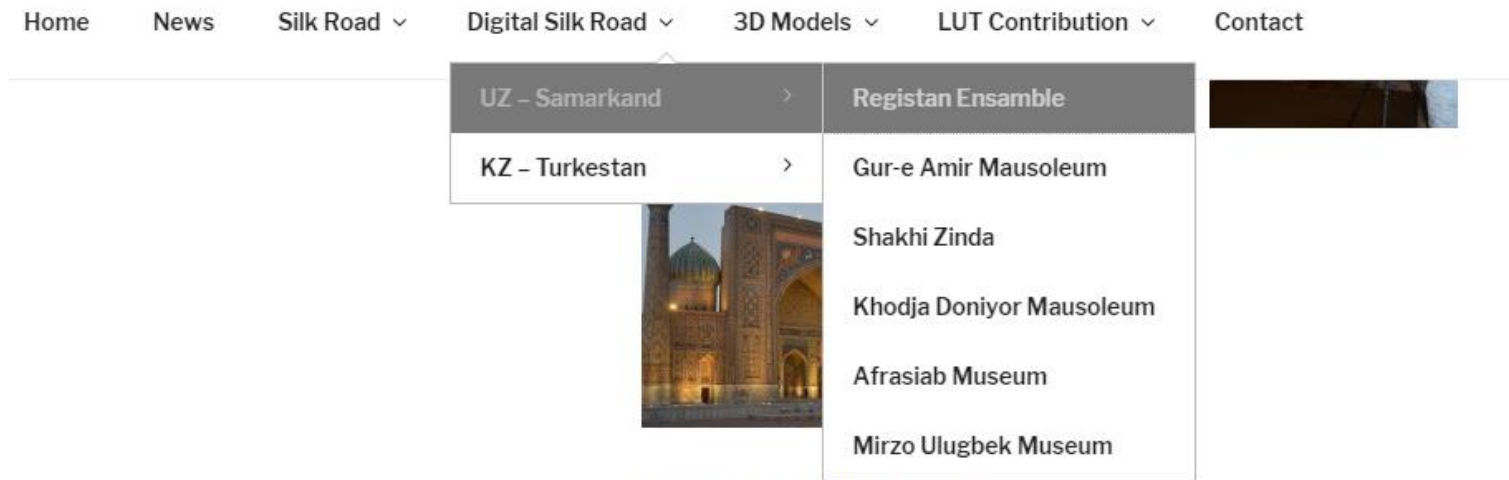 Home News Silk Road Digital Silk Road 3D Models LUT Contribution Contact
UZ – Samarkand
KZ – Turkestan
Registan Ensamble
Gur-e Amir Mausoleum
Shakhi Zinda
Khodja Doniyor Mausoleum
Afrasiab Museum
Mirzo Ulugbek Museum